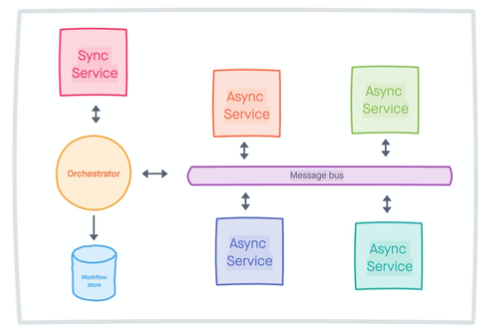 Sync
Service
Async
Service
Async
Service
Orchestrator
Message bus
Workflow
store
Async
Service
Async
Service